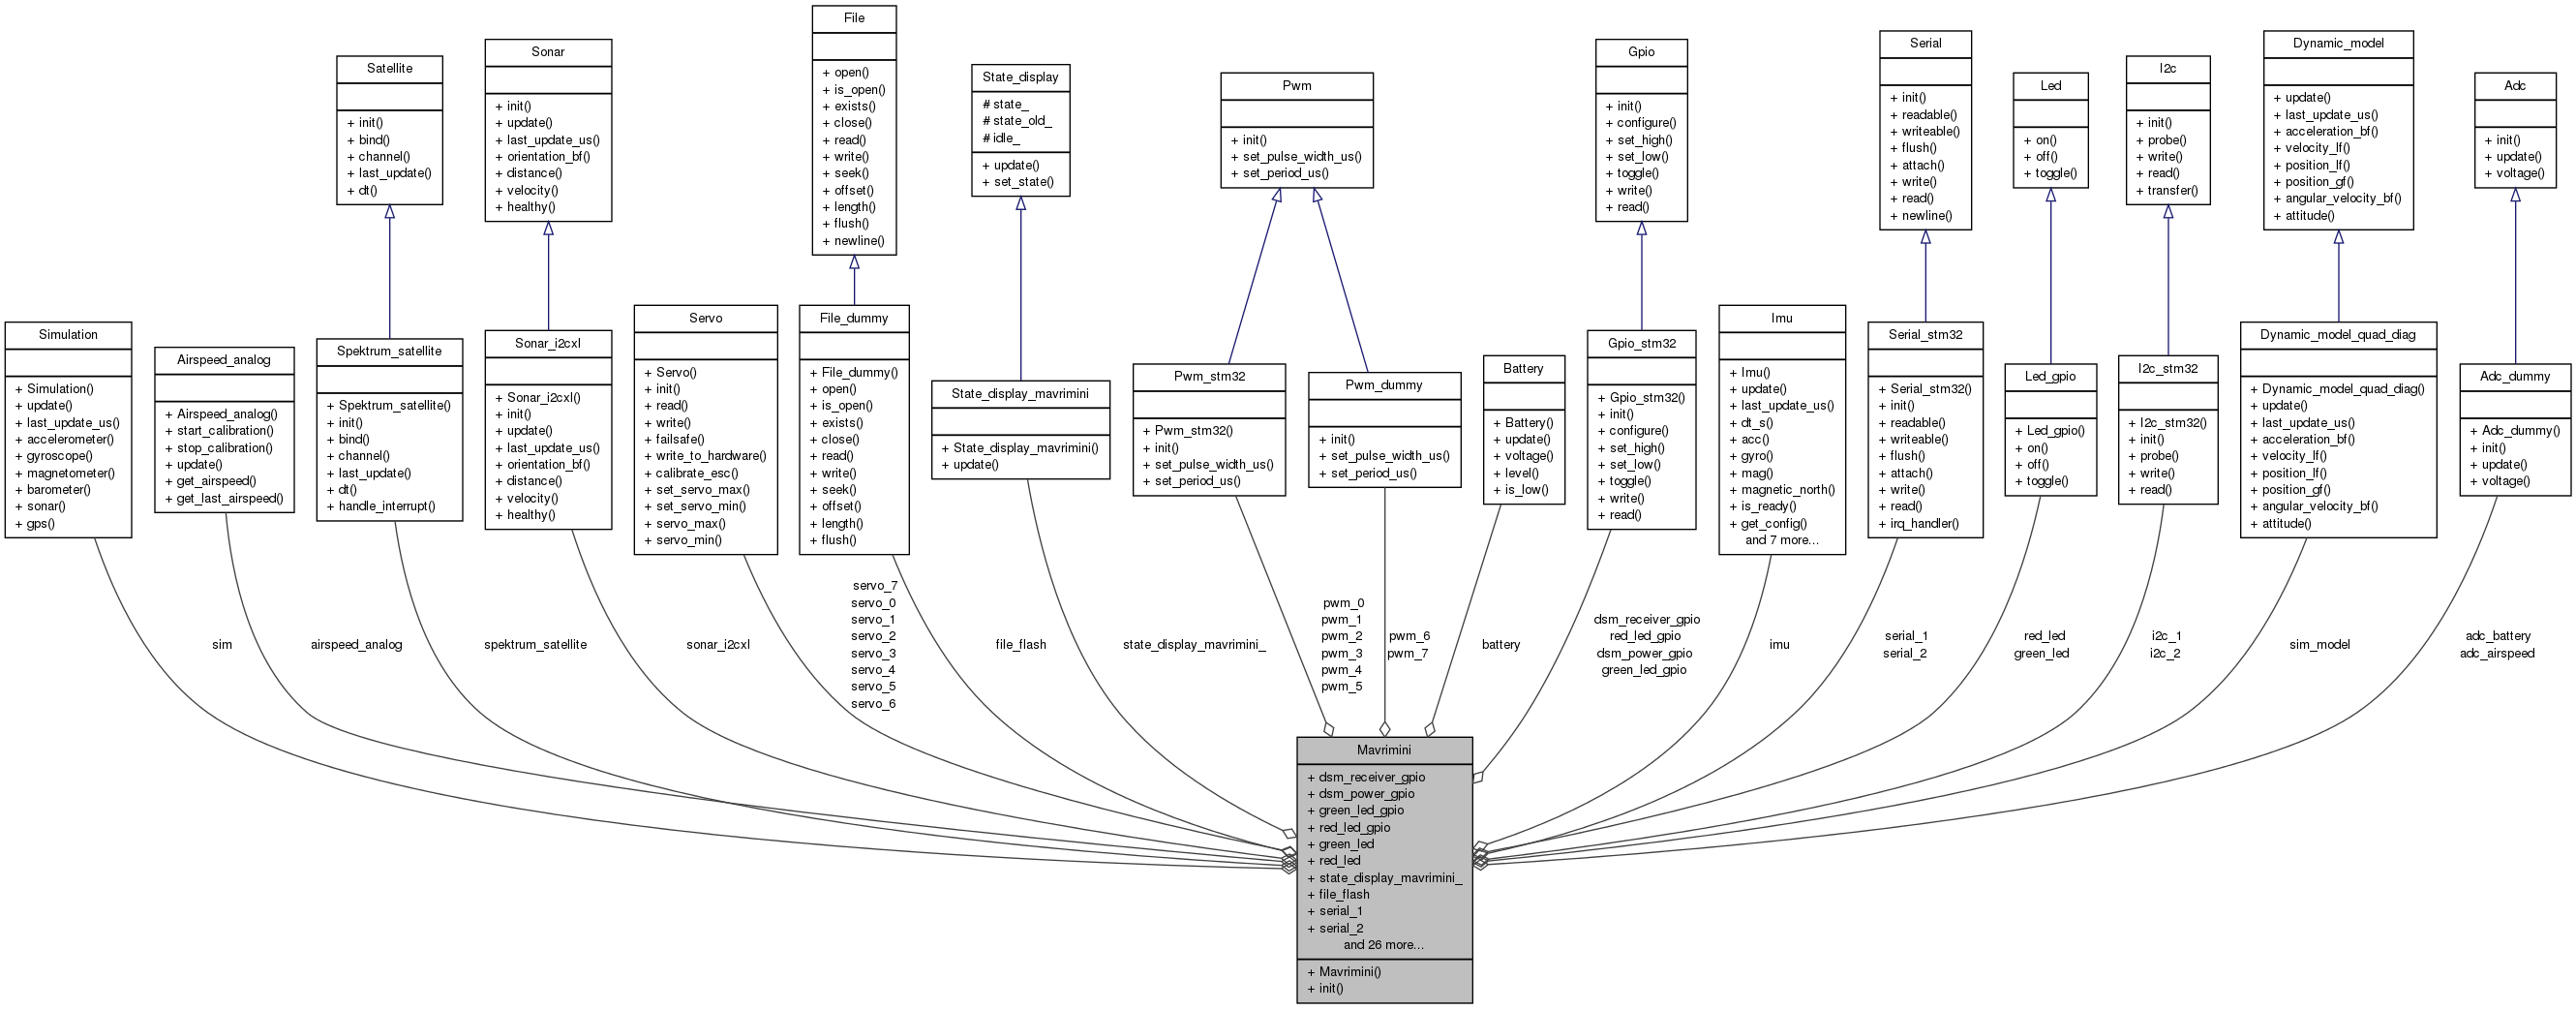 File
+ open()
+ is_open()
+ exists()
+ close()
+ read()
+ write()
+ seek()
+ offset()
+ length()
+ flush()
+ newline()
Satellite
+ init()
+ bind()
+ channel()
+ last_update()
+ dt()
Sonar
+ init()
+ update()
+ last_update_us()
+ orientation_bf()
+ distance()
+ velocity()
+ healthy()
State_display
# state_
# state_old_
# idle_
+ update()
+ set_state()
Pwm
+ init()
+ set_pulse_width_us()
+ set_period_us()
Gpio
+ init()
+ configure()
+ set_high()
+ set_low()
+ toggle()
+ write()
+ read()
Serial
+ init()
+ readable()
+ writeable()
+ flush()
+ attach()
+ write()
+ read()
+ newline()
Led
+ on()
+ off()
+ toggle()
I2c
+ init()
+ probe()
+ write()
+ read()
+ transfer()
Dynamic_model
+ update()
+ last_update_us()
+ acceleration_bf()
+ velocity_lf()
+ position_lf()
+ position_gf()
+ angular_velocity_bf()
+ attitude()
Adc
+ init()
+ update()
+ voltage()
Simulation
+ Simulation()
+ update()
+ last_update_us()
+ accelerometer()
+ gyroscope()
+ magnetometer()
+ barometer()
+ sonar()
+ gps()
Airspeed_analog
+ Airspeed_analog()
+ start_calibration()
+ stop_calibration()
+ update()
+ get_airspeed()
+ get_last_airspeed()
Spektrum_satellite
+ Spektrum_satellite()
+ init()
+ bind()
+ channel()
+ last_update()
+ dt()
+ handle_interrupt()
Sonar_i2cxl
+ Sonar_i2cxl()
+ init()
+ update()
+ last_update_us()
+ orientation_bf()
+ distance()
+ velocity()
+ healthy()
Servo
+ Servo()
+ init()
+ read()
+ write()
+ failsafe()
+ write_to_hardware()
+ calibrate_esc()
+ set_servo_max()
+ set_servo_min()
+ servo_max()
+ servo_min()
File_dummy
+ File_dummy()
+ open()
+ is_open()
+ exists()
+ close()
+ read()
+ write()
+ seek()
+ offset()
+ length()
+ flush()
State_display_mavrimini
+ State_display_mavrimini()
+ update()
Pwm_stm32
+ Pwm_stm32()
+ init()
+ set_pulse_width_us()
+ set_period_us()
Pwm_dummy
+ init()
+ set_pulse_width_us()
+ set_period_us()
Battery
+ Battery()
+ update()
+ voltage()
+ level()
+ is_low()
Gpio_stm32
+ Gpio_stm32()
+ init()
+ configure()
+ set_high()
+ set_low()
+ toggle()
+ write()
+ read()
Imu
+ Imu()
+ update()
+ last_update_us()
+ dt_s()
+ acc()
+ gyro()
+ mag()
+ magnetic_north()
+ is_ready()
+ get_config()
and 7 more...
Serial_stm32
+ Serial_stm32()
+ init()
+ readable()
+ writeable()
+ flush()
+ attach()
+ write()
+ read()
+ irq_handler()
Led_gpio
+ Led_gpio()
+ on()
+ off()
+ toggle()
I2c_stm32
+ I2c_stm32()
+ init()
+ probe()
+ write()
+ read()
Dynamic_model_quad_diag
+ Dynamic_model_quad_diag()
+ update()
+ last_update_us()
+ acceleration_bf()
+ velocity_lf()
+ position_lf()
+ position_gf()
+ angular_velocity_bf()
+ attitude()
Adc_dummy
+ Adc_dummy()
+ init()
+ update()
+ voltage()
sim
airspeed_analog
spektrum_satellite
sonar_i2cxl
servo_7
servo_0
servo_1
servo_2
servo_3
servo_4
servo_5
servo_6
file_flash
state_display_mavrimini_
pwm_0
pwm_1
pwm_2
pwm_3
pwm_4
pwm_5
pwm_6
pwm_7
battery
dsm_receiver_gpio
red_led_gpio
dsm_power_gpio
green_led_gpio
imu
serial_1
serial_2
red_led
green_led
i2c_1
i2c_2
sim_model
adc_battery
adc_airspeed
Mavrimini
+ dsm_receiver_gpio
+ dsm_power_gpio
+ green_led_gpio
+ red_led_gpio
+ green_led
+ red_led
+ state_display_mavrimini_
+ file_flash
+ serial_1
+ serial_2
and 26 more...
+ Mavrimini()
+ init()